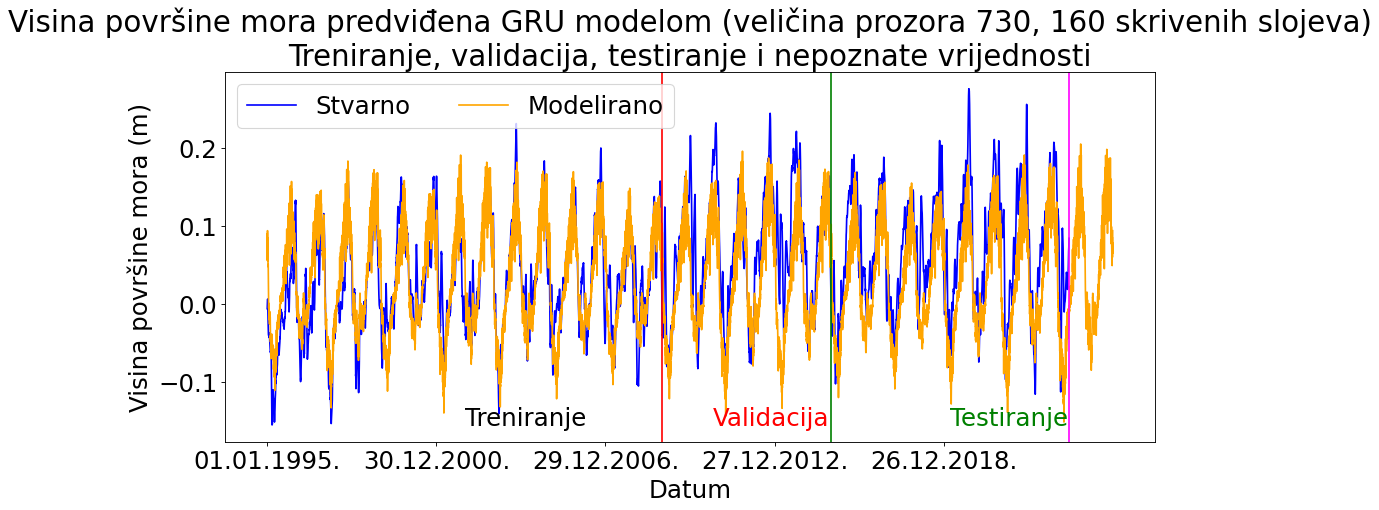 Visina površine mora predviđena GRU modelom (veličina prozora 730, 160 skrivenih slojeva)
Treniranje, validacija, testiranje i nepoznate vrijednosti
Stvarno
Modelirano
Visina površine mora (m)
0.2
0.1
0.0
−0.1
Treniranje
Validacija
Testiranje
01.01.1995.
30.12.2000.
29.12.2006.
27.12.2012.
26.12.2018.
Datum